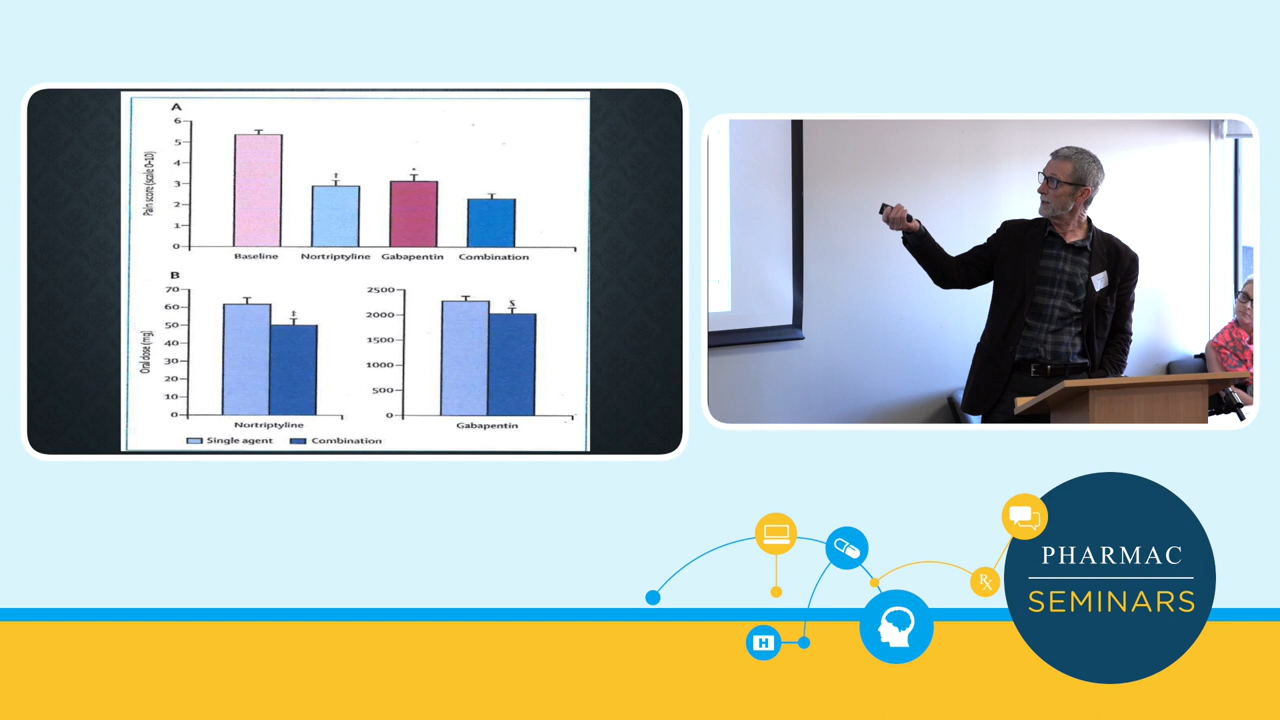 A
6
5
4
3
2
1
0
Pain score (scale 0–10)
†
*
Baseline Nortriptyline Gabapentin Combination
B
70
60
50
40
30
20
10
0
Oral dose (mg)
‡
Nortriptyline
2500
2000
1500
1000
500
0
§
Gabapentin
Single agent Combination
H
Rx
PHARMAC
SEMINARS